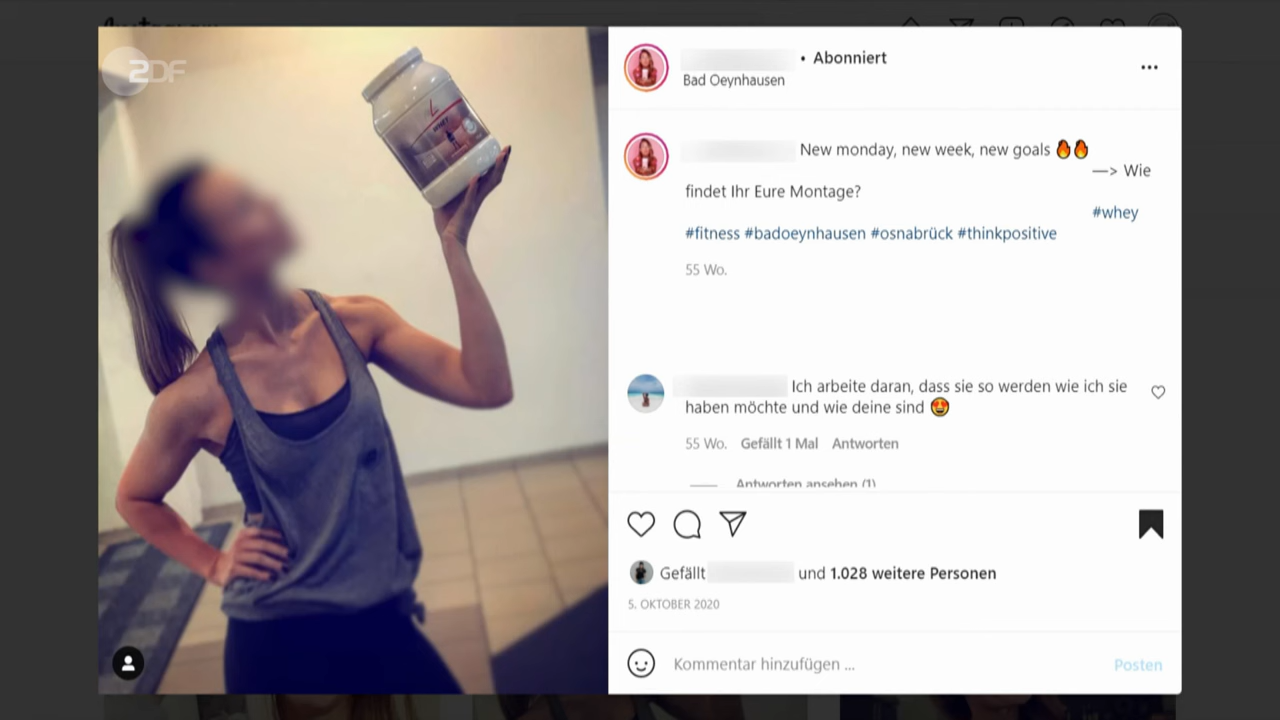 Instagram
ZDF
WHEY
• Abonniert
Bad Oeynhausen
New monday, new week, new goals 🔥🔥
—> Wie
findet Ihr Eure Montage?
#whey
#fitness #badoeynhausen #osnabrück #thinkpositive
55 Wo.
Ich arbeite daran, dass sie so werden wie ich sie
haben möchte und wie deine sind 🤩
55 Wo. Gefällt 1 Mal Antworten
Antworten ansehen (1)
Gefällt und 1.028 weitere Personen
5. OKTOBER 2020
Kommentar hinzufügen ... Posten